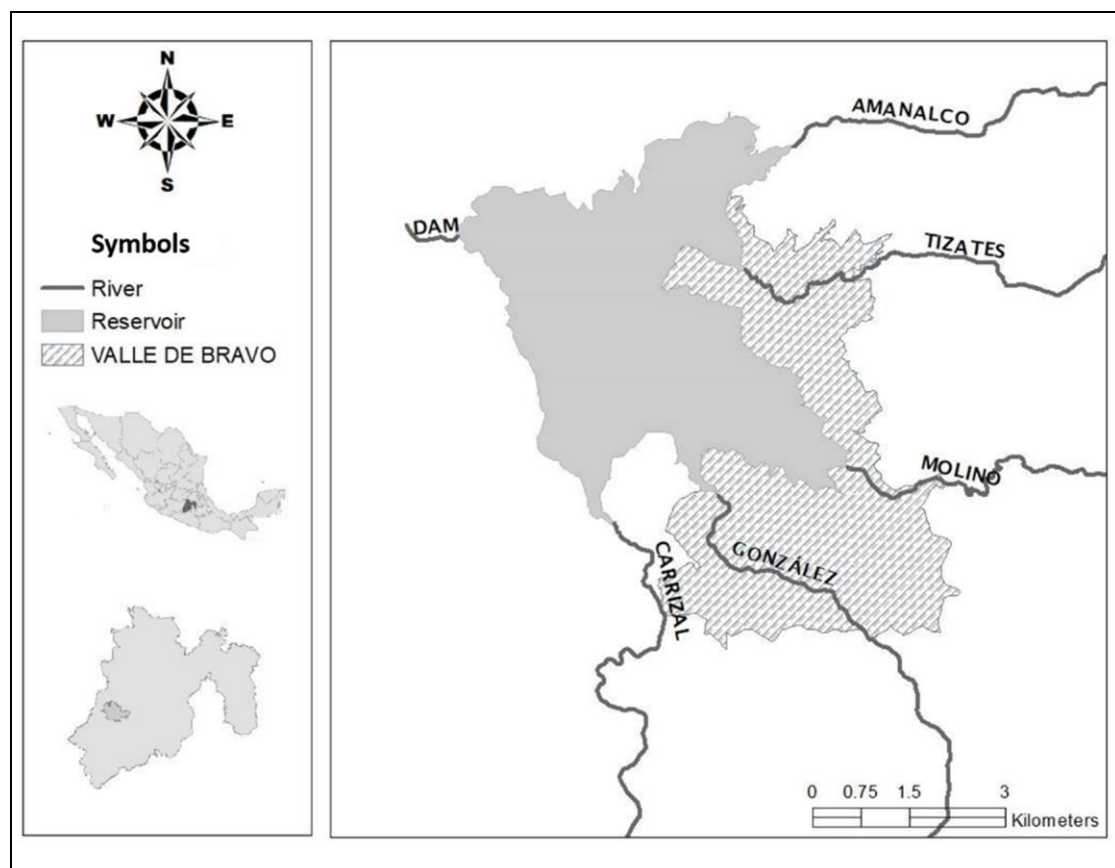 N
W E
S
Symbols
River
Reservoir
VALLE DE BRAVO
AMANALCO
DAM
TIZATES
MOLINO
GONZÁLEZ
CARRIZAL
0 0.75 1.5 3
Kilometers